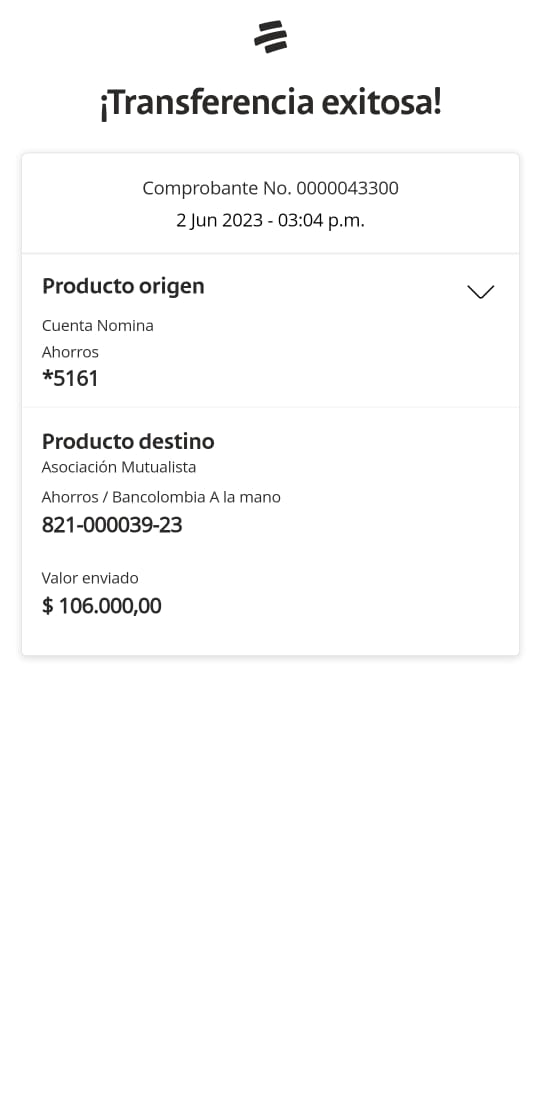 ¡Transferencia exitosa!
Comprobante No. 0000043300
2 Jun 2023 - 03:04 p.m.
Producto origen
Cuenta Nomina
Ahorros
*5161
Producto destino
Asociación Mutualista
Ahorros / Bancolombia A la mano
821-000039-23
Valor enviado
$ 106.000,00